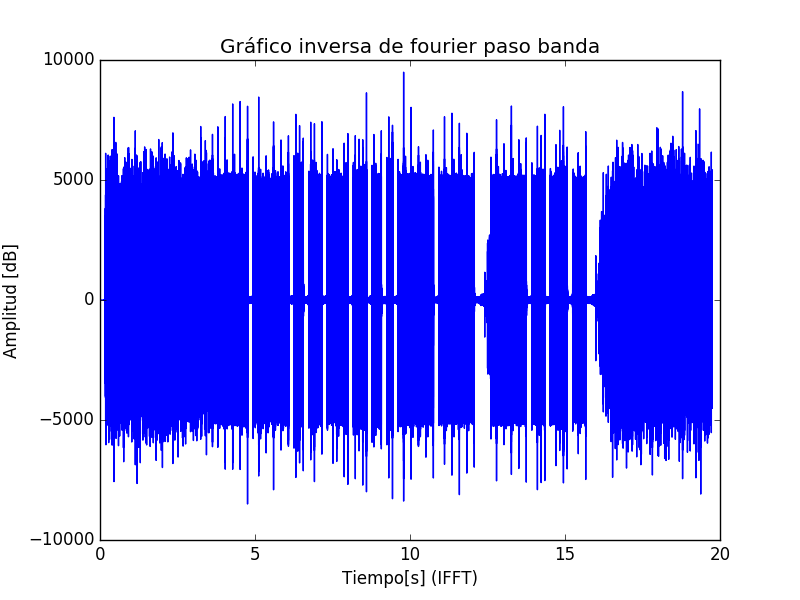 Gráfico inversa de fourier paso banda
10000
5000
0
−5000
−10000
Amplitud [dB]
0 5 10 15 20
Tiempo[s] (IFFT)